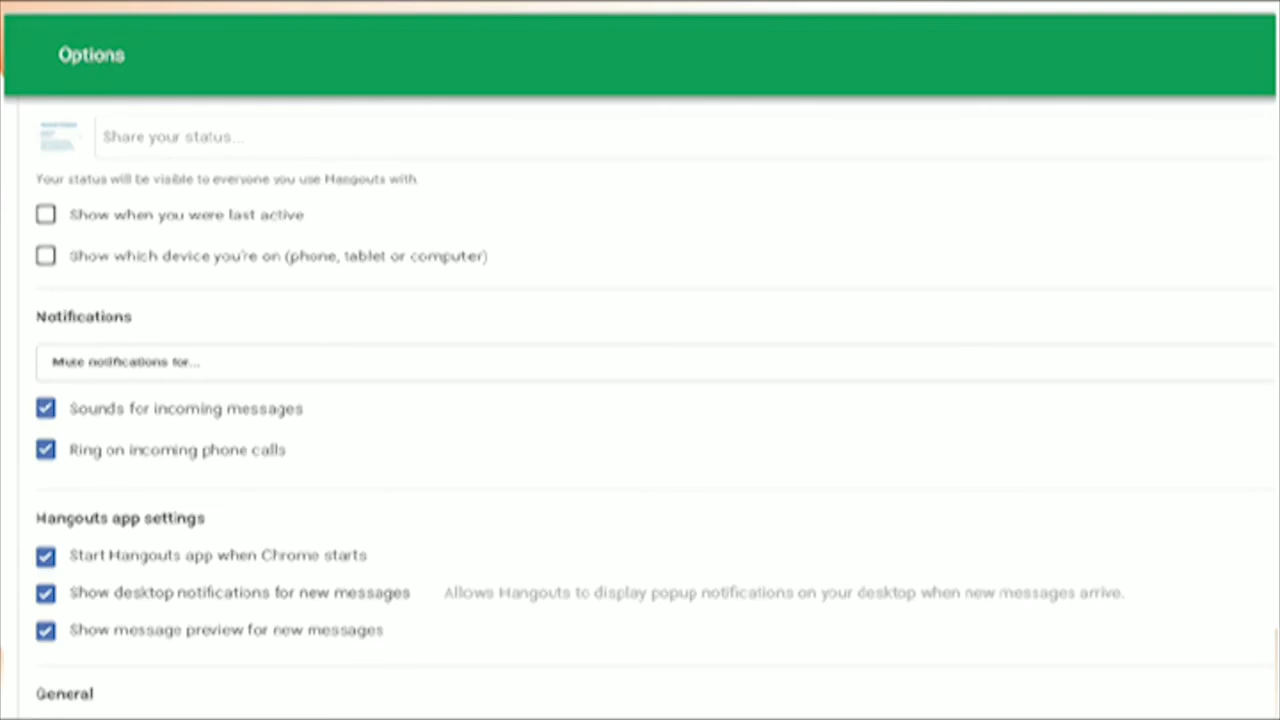 Options
Share your status...
Your status will be visible to everyone you use Hangouts with
Show when you were last active
Show which device you're on (phone, tablet or computer)
Notifications
Mute notifications for...
Sounds for incoming messages
Ring on incoming phone calls
Hangouts app settings
Start Hangouts app when Chrome starts
Show desktop notifications for new messages Allows Hangouts to display popup notifications on your desktop when new messages arrive.
Show message preview for new messages
General